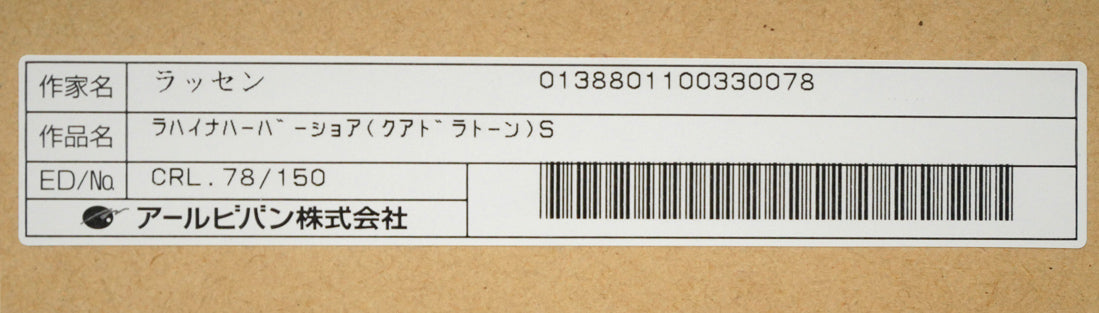 作家名 ラッセン 0138801100330078
作品名 ﾗﾊｲﾅﾊｰﾊﾞｰｼｮｱ(ｸｱﾄﾞﾗﾄｰﾝ)S
ED/No. CRL.78/150
アールビバン株式会社